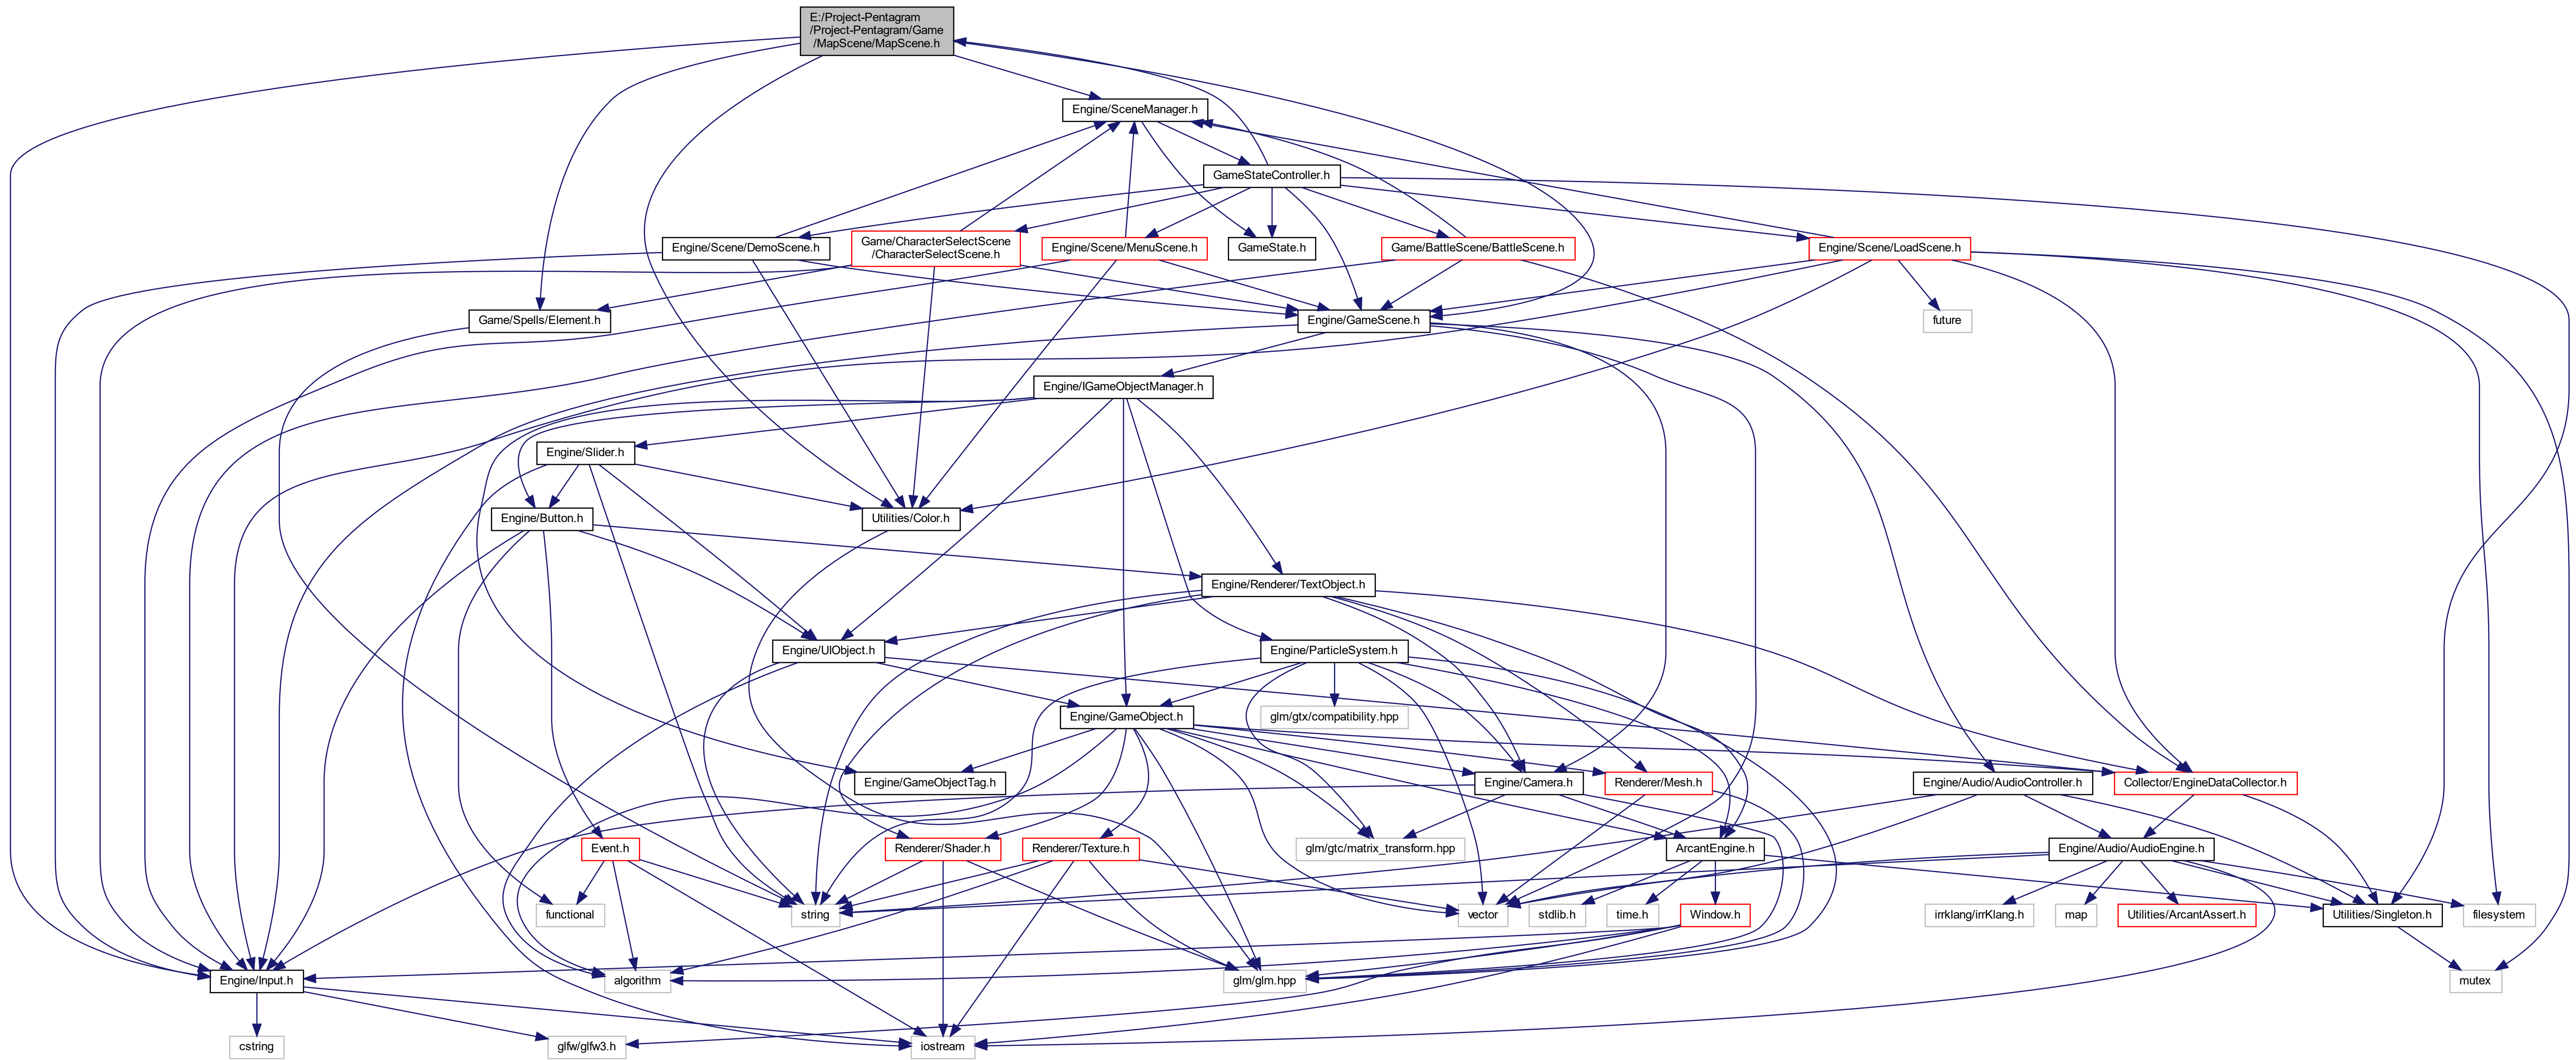 E:/Project-Pentagram
/Project-Pentagram/Game
/MapScene/MapScene.h
Engine/SceneManager.h
GameStateController.h
Engine/Scene/DemoScene.h
Game/CharacterSelectScene
/CharacterSelectScene.h
Engine/Scene/MenuScene.h
GameState.h
Game/BattleScene/BattleScene.h
Engine/Scene/LoadScene.h
Game/Spells/Element.h
Engine/GameScene.h
future
Engine/IGameObjectManager.h
Engine/Slider.h
Engine/Button.h
Utilities/Color.h
Engine/Renderer/TextObject.h
Engine/UIObject.h
Engine/ParticleSystem.h
Engine/GameObject.h
glm/gtx/compatibility.hpp
Engine/GameObjectTag.h
Engine/Camera.h
Renderer/Mesh.h
Engine/Audio/AudioController.h
Collector/EngineDataCollector.h
Event.h
Renderer/Shader.h
Renderer/Texture.h
glm/gtc/matrix_transform.hpp
ArcantEngine.h
Engine/Audio/AudioEngine.h
functional
string
vector
stdlib.h
time.h
Window.h
irrklang/irrKlang.h
map
Utilities/ArcantAssert.h
Utilities/Singleton.h
filesystem
Engine/Input.h
algorithm
glm/glm.hpp
mutex
cstring
glfw/glfw3.h
iostream